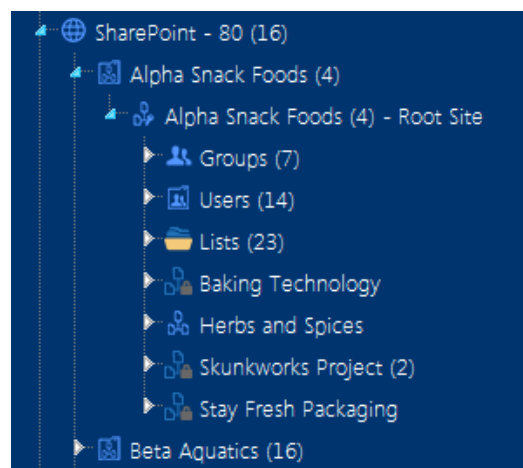 SharePoint - 80 (16)
Alpha Snack Foods (4)
Alpha Snack Foods (4) - Root Site
Groups (7)
Users (14)
Lists (23)
Baking Technology
Herbs and Spices
Skunkworks Project (2)
Stay Fresh Packaging
Beta Aquatics (16)